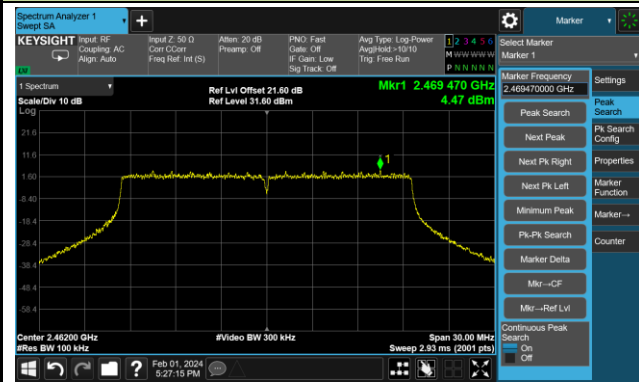 Spectrum Analyzer 1
Swept SA
Marker
KEYSIGHT
Input: RF
Coupling: AC
Align: Auto
Input Z: 50 Ω
Corr CCorr
Freq Ref: Int (S)
Atten: 20 dB
Preamp: Off
PNO: Fast
Gate: Off
IF Gain: Low
Sig Track: Off
Avg Type: Log-Power
Avg|Hold:>10/10
Trig: Free Run
1 2 3 4 5 6
M W W W W W
P N N N N N
LXI
Select Marker
Marker 1
1 Spectrum
Scale/Div 10 dB
Log
Ref Lvl Offset 21.60 dB
Ref Level 31.60 dBm
Mkr1 2.469 470 GHz
4.47 dBm
21.6
11.6
1.60
-8.40
-18.4
-28.4
-38.4
-48.4
-58.4
1
Center 2.46200 GHz
#Res BW 100 kHz
#Video BW 300 kHz
Span 30.00 MHz
Sweep 2.93 ms (2001 pts)
Marker Frequency
2.469470000 GHz
Peak Search
Next Peak
Next Pk Right
Next Pk Left
Minimum Peak
Pk-Pk Search
Marker Delta
Mkr→CF
Mkr→Ref Lvl
Continuous Peak
Search
On
Off
Settings
Peak
Search
Pk Search
Config
Properties
Marker
Function
Marker→
Counter
Feb 01, 2024
5:27:15 PM